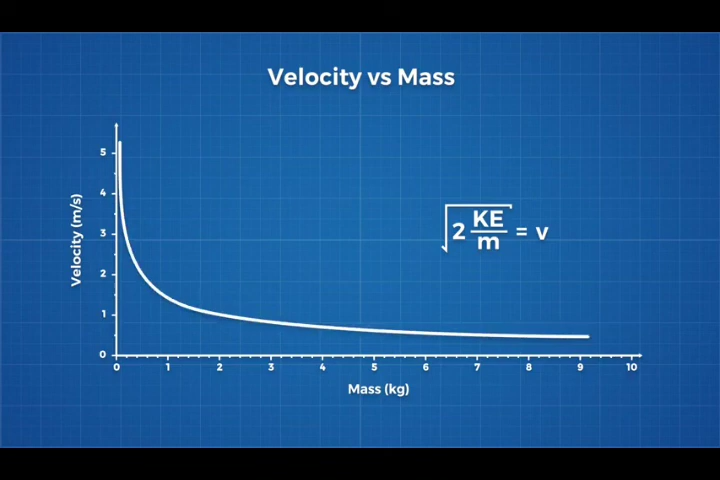 Velocity vs Mass
5
4
3
2
1
0
Velocity (m/s)
√(2 KE/m) = v
0 1 2 3 4 5 6 7 8 9 10
Mass (kg)